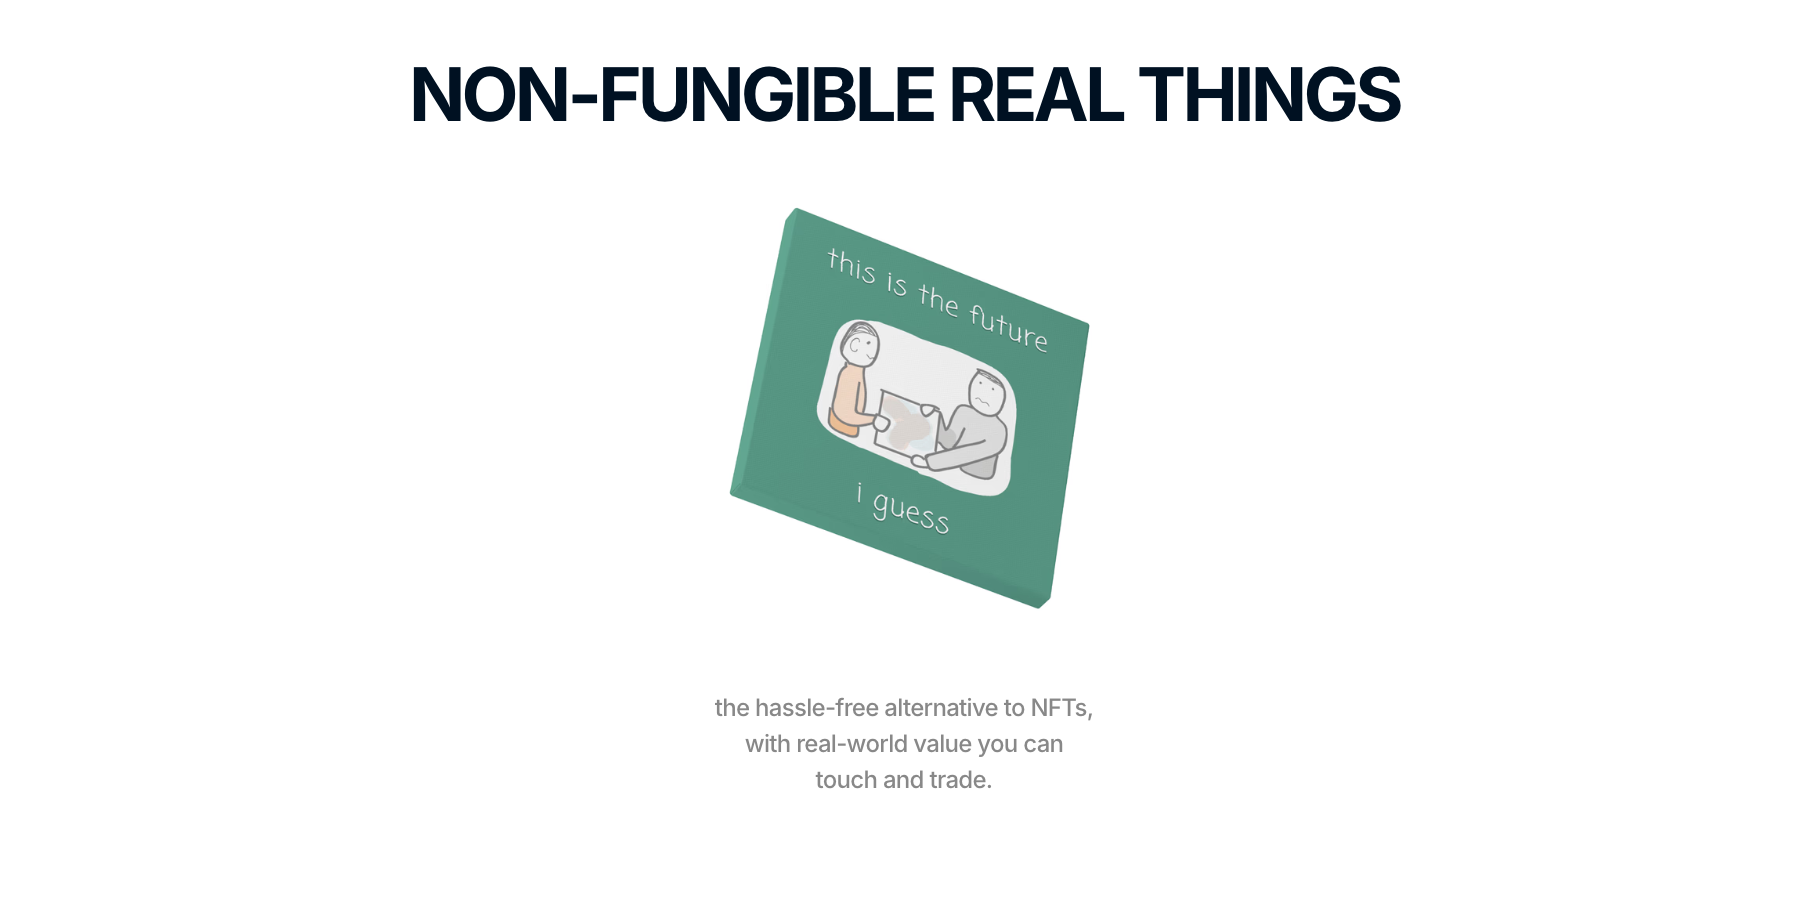 NON-FUNGIBLE REAL THINGS
this is the future
i guess
the hassle-free alternative to NFTs,
with real-world value you can
touch and trade.